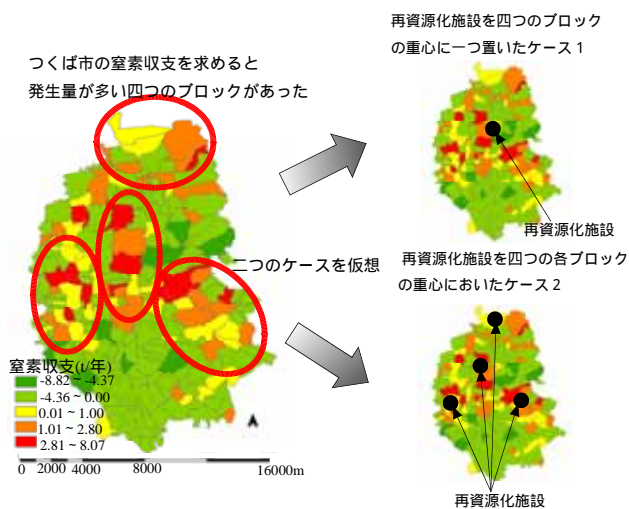 つくば市の窒素収支を求めると
発生量が多い四つのブロックがあった
再資源化施設を四つのブロック
の重心に一つ置いたケース1
再資源化施設
二つのケースを仮想
再資源化施設を四つの各ブロック
の重心においたケース2
再資源化施設
窒素収支(t/年)
-8.82 ~ -4.37
-4.36 ~ 0.00
0.01 ~ 1.00
1.01 ~ 2.80
2.81 ~ 8.07
0 2000 4000 8000 16000m